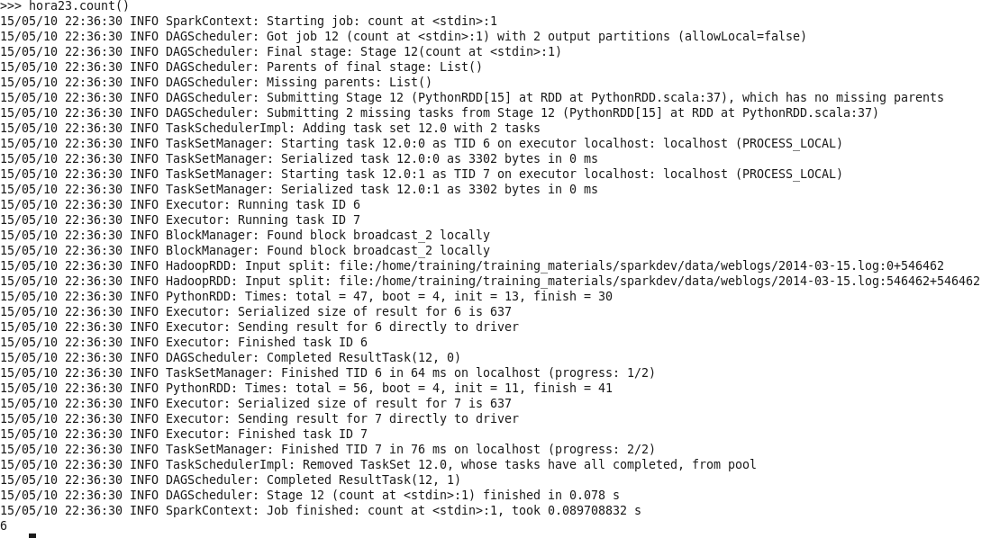 >>> hora23.count()
15/05/10 22:36:30 INFO SparkContext: Starting job: count at <stdin>:1
15/05/10 22:36:30 INFO DAGScheduler: Got job 12 (count at <stdin>:1) with 2 output partitions (allowLocal=false)
15/05/10 22:36:30 INFO DAGScheduler: Final stage: Stage 12(count at <stdin>:1)
15/05/10 22:36:30 INFO DAGScheduler: Parents of final stage: List()
15/05/10 22:36:30 INFO DAGScheduler: Missing parents: List()
15/05/10 22:36:30 INFO DAGScheduler: Submitting Stage 12 (PythonRDD[15] at RDD at PythonRDD.scala:37), which has no missing parents
15/05/10 22:36:30 INFO DAGScheduler: Submitting 2 missing tasks from Stage 12 (PythonRDD[15] at RDD at PythonRDD.scala:37)
15/05/10 22:36:30 INFO TaskSchedulerImpl: Adding task set 12.0 with 2 tasks
15/05/10 22:36:30 INFO TaskSetManager: Starting task 12.0:0 as TID 6 on executor localhost: localhost (PROCESS_LOCAL)
15/05/10 22:36:30 INFO TaskSetManager: Serialized task 12.0:0 as 3302 bytes in 0 ms
15/05/10 22:36:30 INFO TaskSetManager: Starting task 12.0:1 as TID 7 on executor localhost: localhost (PROCESS_LOCAL)
15/05/10 22:36:30 INFO TaskSetManager: Serialized task 12.0:1 as 3302 bytes in 0 ms
15/05/10 22:36:30 INFO Executor: Running task ID 6
15/05/10 22:36:30 INFO Executor: Running task ID 7
15/05/10 22:36:30 INFO BlockManager: Found block broadcast_2 locally
15/05/10 22:36:30 INFO BlockManager: Found block broadcast_2 locally
15/05/10 22:36:30 INFO HadoopRDD: Input split: file:/home/training/training_materials/sparkdev/data/weblogs/2014-03-15.log:0+546462
15/05/10 22:36:30 INFO HadoopRDD: Input split: file:/home/training/training_materials/sparkdev/data/weblogs/2014-03-15.log:546462+546462
15/05/10 22:36:30 INFO PythonRDD: Times: total = 47, boot = 4, init = 13, finish = 30
15/05/10 22:36:30 INFO Executor: Serialized size of result for 6 is 637
15/05/10 22:36:30 INFO Executor: Sending result for 6 directly to driver
15/05/10 22:36:30 INFO Executor: Finished task ID 6
15/05/10 22:36:30 INFO DAGScheduler: Completed ResultTask(12, 0)
15/05/10 22:36:30 INFO TaskSetManager: Finished TID 6 in 64 ms on localhost (progress: 1/2)
15/05/10 22:36:30 INFO PythonRDD: Times: total = 56, boot = 4, init = 11, finish = 41
15/05/10 22:36:30 INFO Executor: Serialized size of result for 7 is 637
15/05/10 22:36:30 INFO Executor: Sending result for 7 directly to driver
15/05/10 22:36:30 INFO Executor: Finished task ID 7
15/05/10 22:36:30 INFO TaskSetManager: Finished TID 7 in 76 ms on localhost (progress: 2/2)
15/05/10 22:36:30 INFO TaskSchedulerImpl: Removed TaskSet 12.0, whose tasks have all completed, from pool
15/05/10 22:36:30 INFO DAGScheduler: Completed ResultTask(12, 1)
15/05/10 22:36:30 INFO DAGScheduler: Stage 12 (count at <stdin>:1) finished in 0.078 s
15/05/10 22:36:30 INFO SparkContext: Job finished: count at <stdin>:1, took 0.089708832 s
6